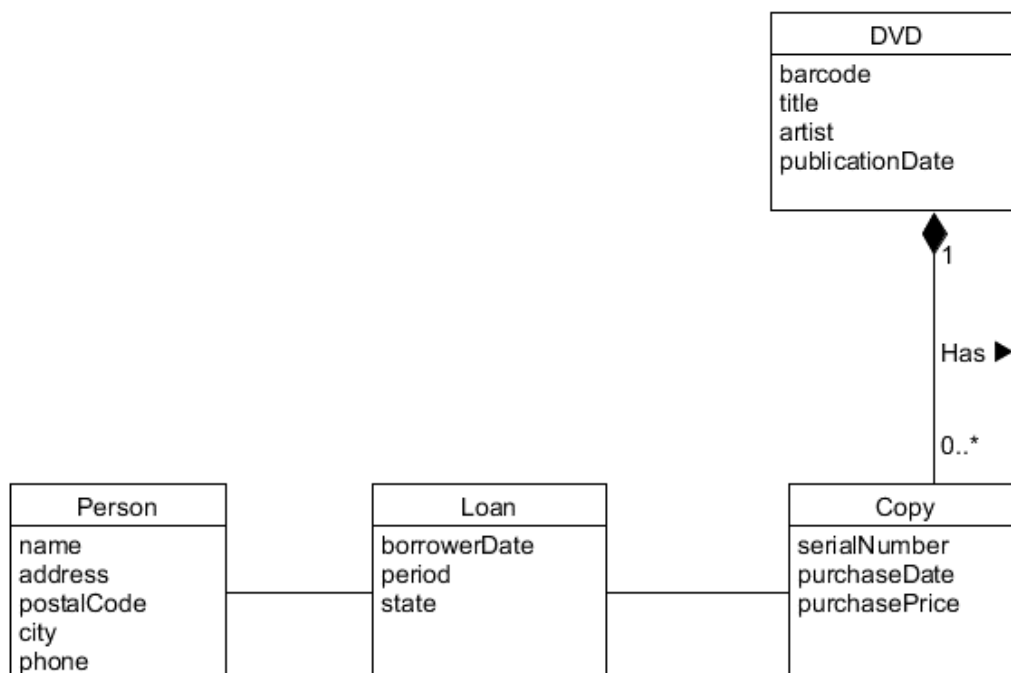 DVD
barcode
title
artist
publicationDate
1
Has ▶
0..*
Person
name
address
postalCode
city
phone
Loan
borrowerDate
period
state
Copy
serialNumber
purchaseDate
purchasePrice